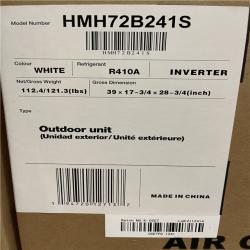 Model Number
HMH72B241S
HMH72B241S
Colour
Refrigerant
WHITE
R410A
INVERTER
Net/Gross Weight
Gross Dimension
112.4/121.3(lbs)
39 × 17-3/4 × 28-3/4(inch)
Type
Outdoor unit
(Unidad exterior/Unité extérieure)
MADE IN CHINA
AIR